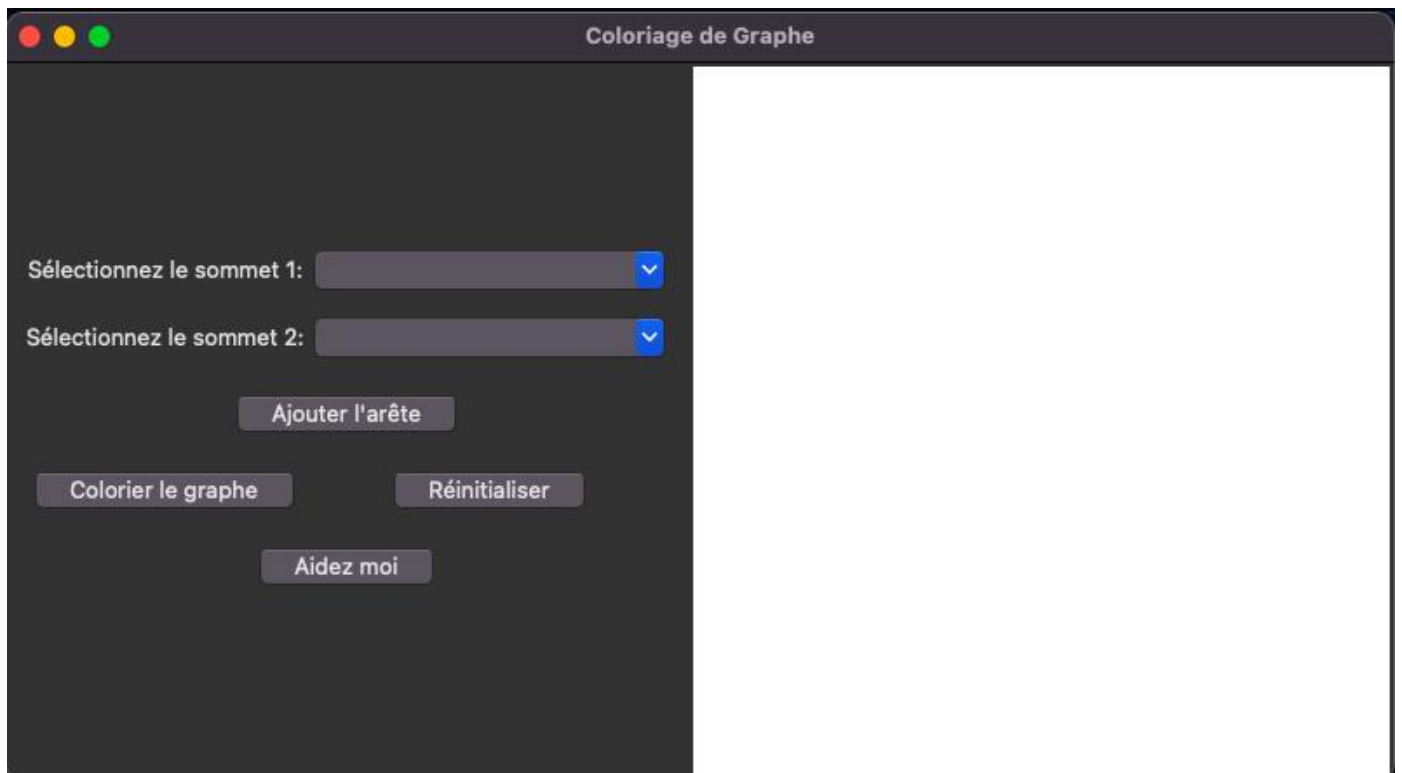 Coloriage de Graphe
Sélectionnez le sommet 1:
Sélectionnez le sommet 2:
Ajouter l'arête
Colorier le graphe Réinitialiser
Aidez moi